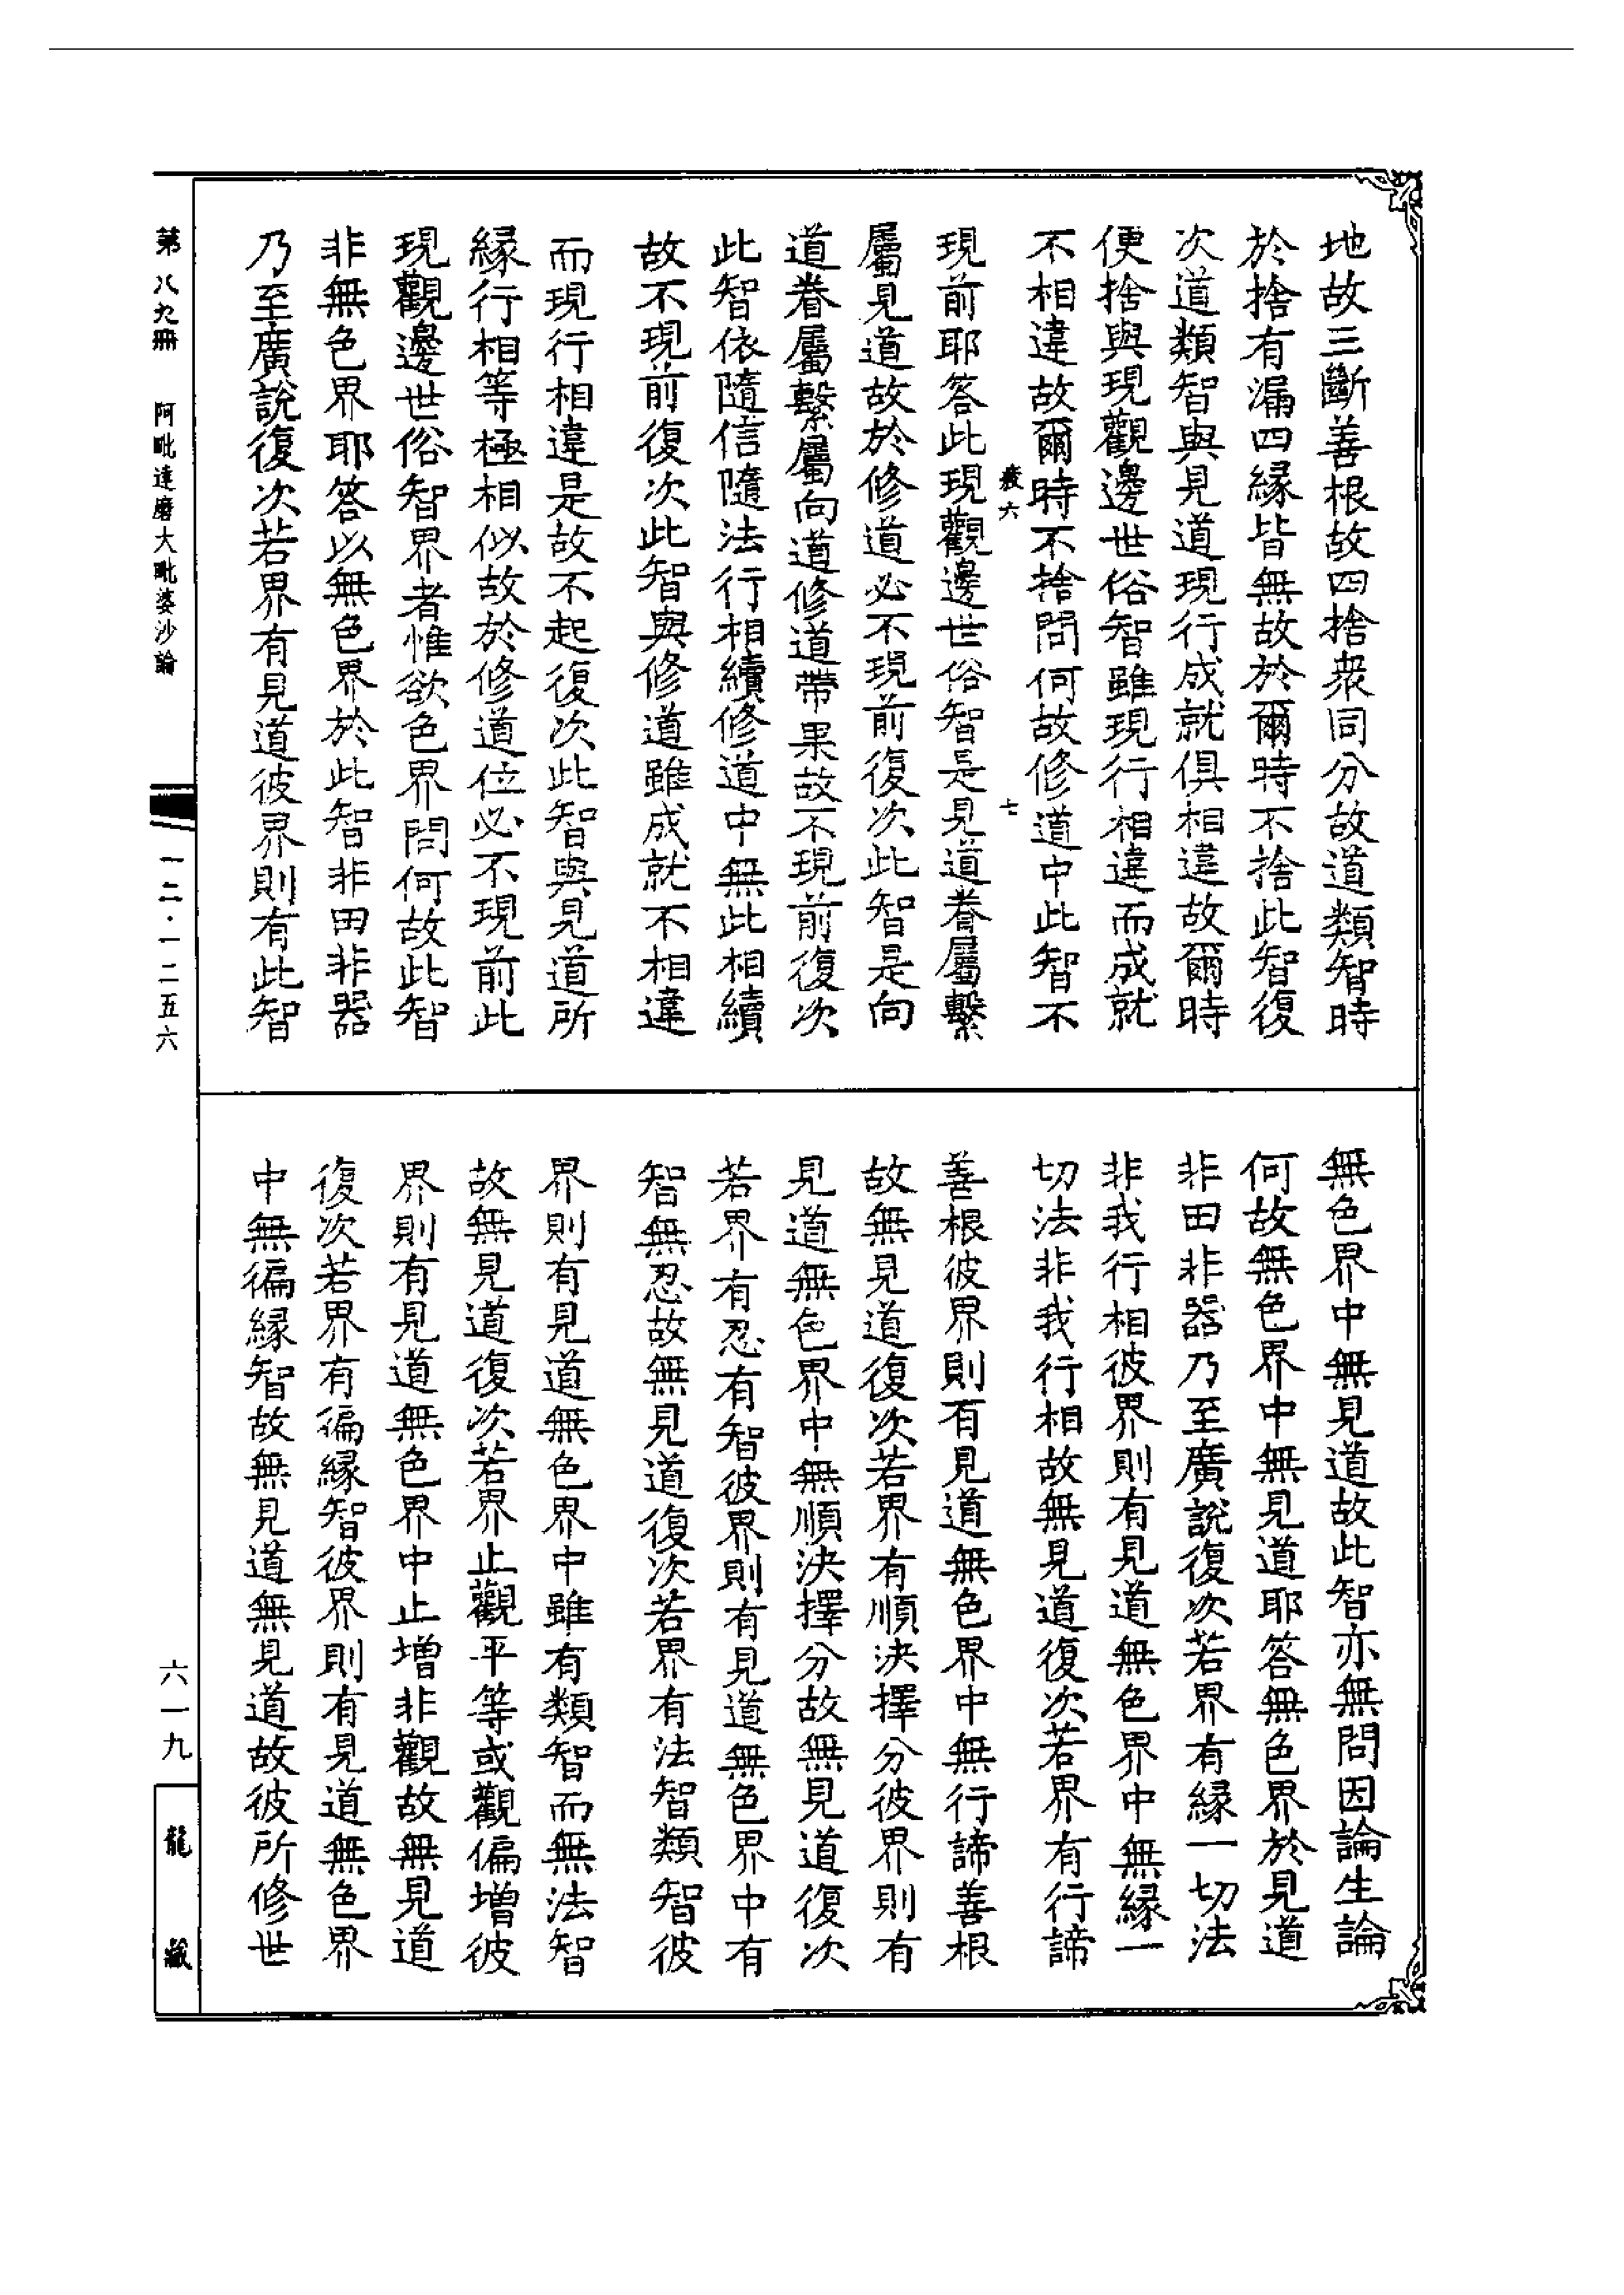 地故三斷善根故四捨衆同分故道類智時
於捨有漏四緣皆無故於爾時不捨此智復
次道類智與見道現行成就俱相違故爾時
便捨與現觀邊世俗智雖現行相違而成就
不相違故爾時不捨問何故修道中此智不
六 七
現前耶答此現觀邊世俗智是見道眷屬繫
屬見道故於修道必不現前復次此智是向
道眷屬繫屬向道修道帶果故不現前復次
此智依隨信隨法行相續修道中無此相續
故不現前復次此智與修道雖成就不相違
而現行相違是故不起復次此智與見道所
緣行相等極相似故於修道位必不現前此
現觀邊世俗智界者惟欲色界問何故此智
非無色界耶答以無色界於此智非田非器
乃至廣說復次若界有見道彼界則有此智
無色界中無見道故此智亦無問因論生論
何故無色界中無見道耶答無色界於見道
非田非器乃至廣說復次若界有緣一切法
非我行相彼界則有見道無色界中無緣一
切法非我行相故無見道復次若界有行諦
善根彼界則有見道無色界中無行諦善根
故無見道復次若界有順決擇分彼界則有
見道無色界中無順決擇分故無見道復次
若界有忍有智彼界則有見道無色界中有
智無忍故無見道復次若界有法智類智彼
界則有見道無色界中雖有類智而無法智
故無見道復次若界止觀平等或觀偏增彼
界則有見道無色界中止增非觀故無見道
復次若界有徧緣智彼界則有見道無色界
中無徧緣智故無見道無見道故彼所修世
第八九冊 阿毗達磨大毗婆沙論 一二·一二五六 六一九 龍藏